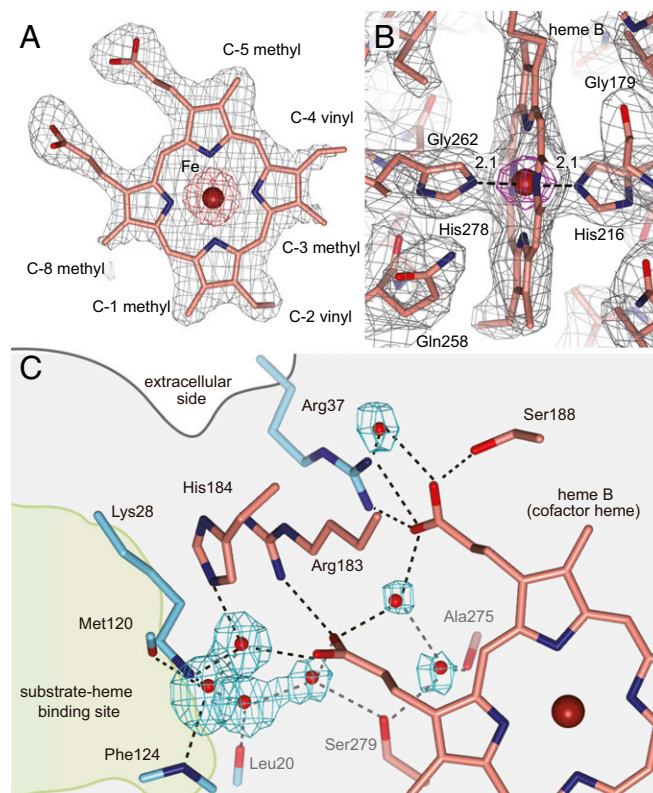 A
C-5 methyl
C-4 vinyl
Fe
C-3 methyl
C-8 methyl
C-1 methyl
C-2 vinyl
B
heme B
Gly179
Gly262
2.1
2.1
His278
His216
Gln258
C
extracellular
side
Arg37
Ser188
His184
heme B
(cofactor heme)
Lys28
Arg183
Met120
Ala275
substrate-heme
binding site
Ser279
Phe124
Leu20